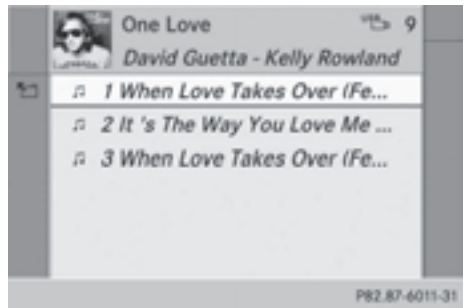 One Love USB 9
David Guetta - Kelly Rowland
1 When Love Takes Over (Fe...
2 It 's The Way You Love Me ...
3 When Love Takes Over (Fe...
P82.87-6011-31